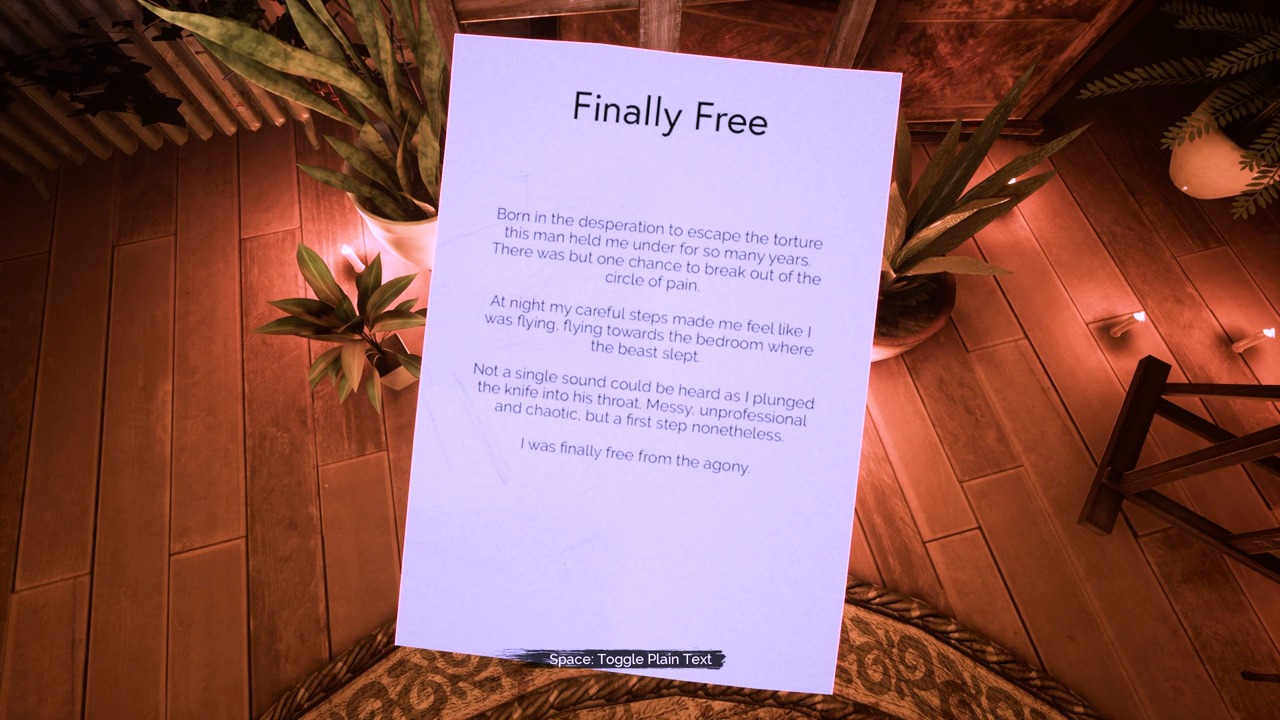 Finally Free
Born in the desperation to escape the torture
this man held me under for so many years.
There was but one chance to break out of the
circle of pain.
At night my careful steps made me feel like I
was flying, flying towards the bedroom where
the beast slept.
Not a single sound could be heard as I plunged
the knife into his throat. Messy, unprofessional
and chaotic, but a first step nonetheless.
I was finally free from the agony.
Space: Toggle Plain Text